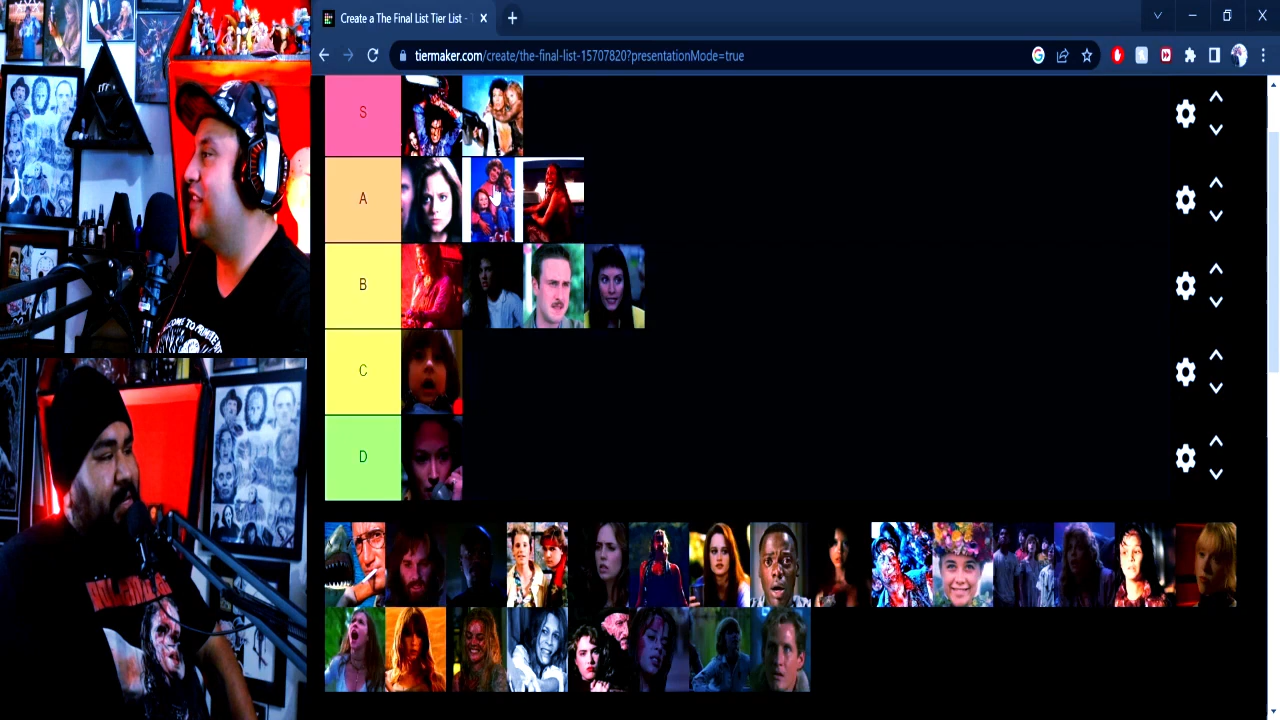 Create a The Final List Tier List -
tiermaker.com/create/the-final-list-15707820?presentationMode=true
S
A
B
C
D